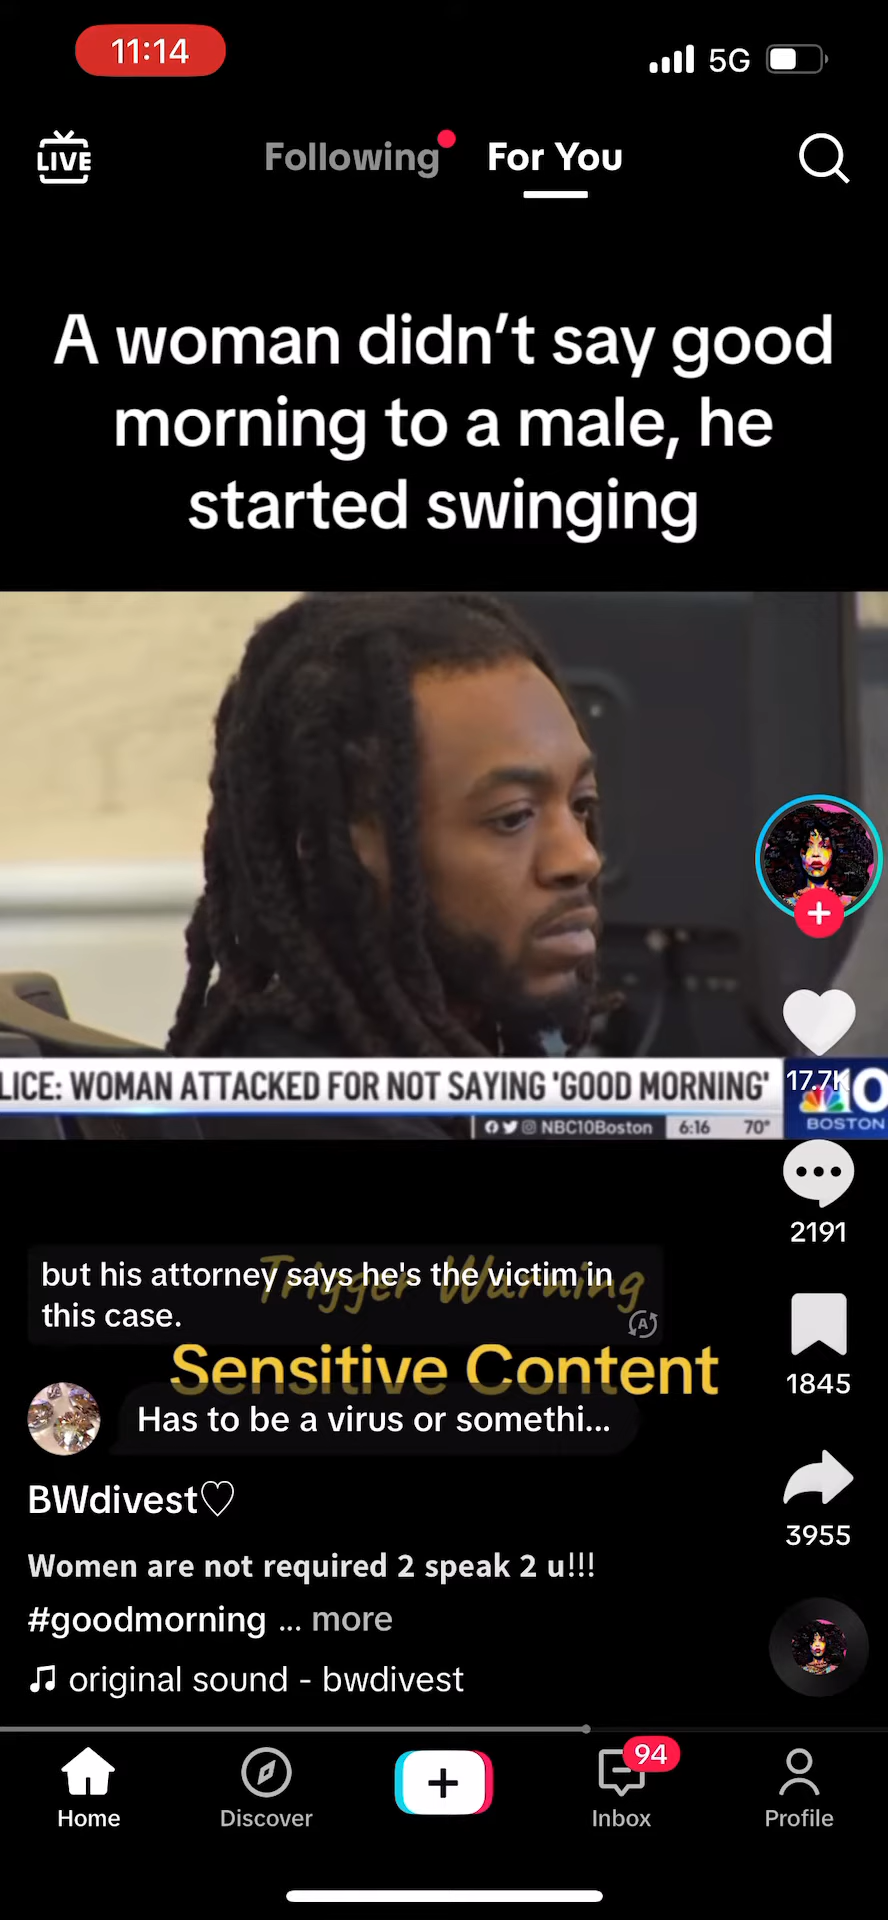 11:14
5G
LIVE
Following
For You
A woman didn't say good
morning to a male, he
started swinging
LICE: WOMAN ATTACKED FOR NOT SAYING 'GOOD MORNING'
NBC10Boston 6:16 70°
10
BOSTON
17.7K
2191
but his attorney says he's the victim in
this case.
Trigger Warning
A
Sensitive Content
1845
Has to be a virus or somethi...
BWdivest♡
3955
Women are not required 2 speak 2 u!!!
#goodmorning ... more
original sound - bwdivest
94
Home
Discover
Inbox
Profile